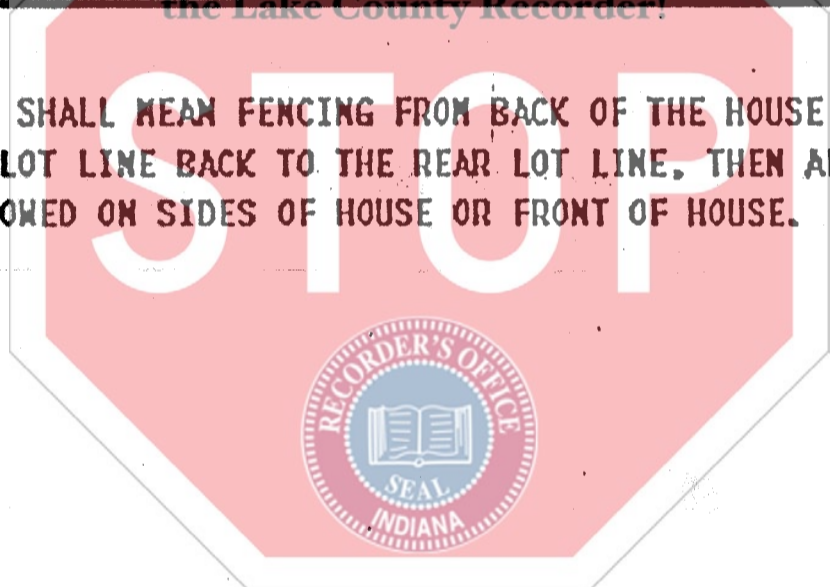 the Lake County Recorder!
STOP
SHALL MEAN FENCING FROM BACK OF THE HOUSE
LOT LINE BACK TO THE REAR LOT LINE, THEN A
OWED ON SIDES OF HOUSE OR FRONT OF HOUSE.
RECORDER'S OFFICE
SEAL
INDIANA